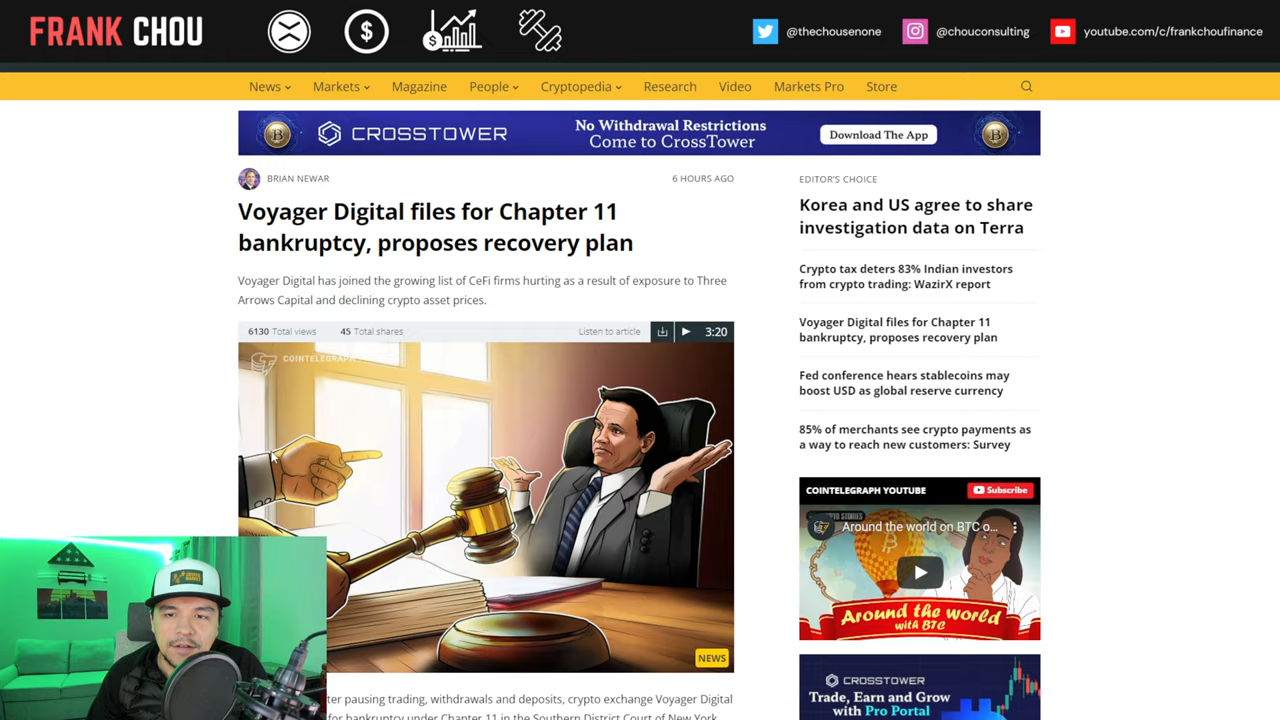 FRANK CHOU
@thechousenone
@chouconsulting
youtube.com/c/frankchoufinance
News
Markets
Magazine
People
Cryptopedia
Research
Video
Markets Pro
Store
CROSSTOWER
No Withdrawal Restrictions
Come to CrossTower
Download The App
BRIAN NEWAR
6 HOURS AGO
Voyager Digital files for Chapter 11
bankruptcy, proposes recovery plan
Voyager Digital has joined the growing list of CeFi firms hurting as a result of exposure to Three
Arrows Capital and declining crypto asset prices.
6130 Total views
45 Total shares
Listen to article
3:20
COINTELEGRAPH
NEWS
ter pausing trading, withdrawals and deposits, crypto exchange Voyager Digital
for bankruptcy under Chapter 11 in the Southern District Court of New York
EDITOR'S CHOICE
Korea and US agree to share
investigation data on Terra
Crypto tax deters 83% Indian investors
from crypto trading: WazirX report
Voyager Digital files for Chapter 11
bankruptcy, proposes recovery plan
Fed conference hears stablecoins may
boost USD as global reserve currency
85% of merchants see crypto payments as
a way to reach new customers: Survey
COINTELEGRAPH YOUTUBE
Subscribe
Around the world on BTC o...
Around the world
with BTC
CROSSTOWER
Trade, Earn and Grow
with Pro Portal